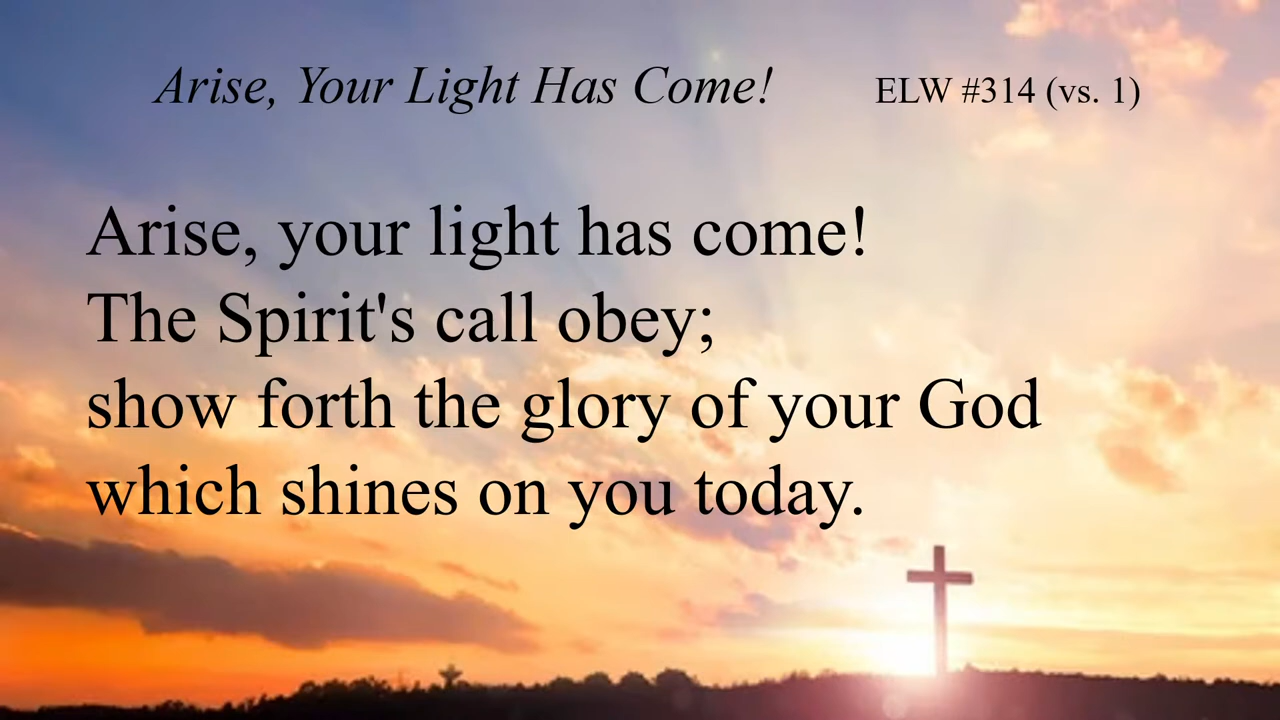 Arise, Your Light Has Come! ELW #314 (vs. 1)
Arise, your light has come!
The Spirit's call obey;
show forth the glory of your God
which shines on you today.